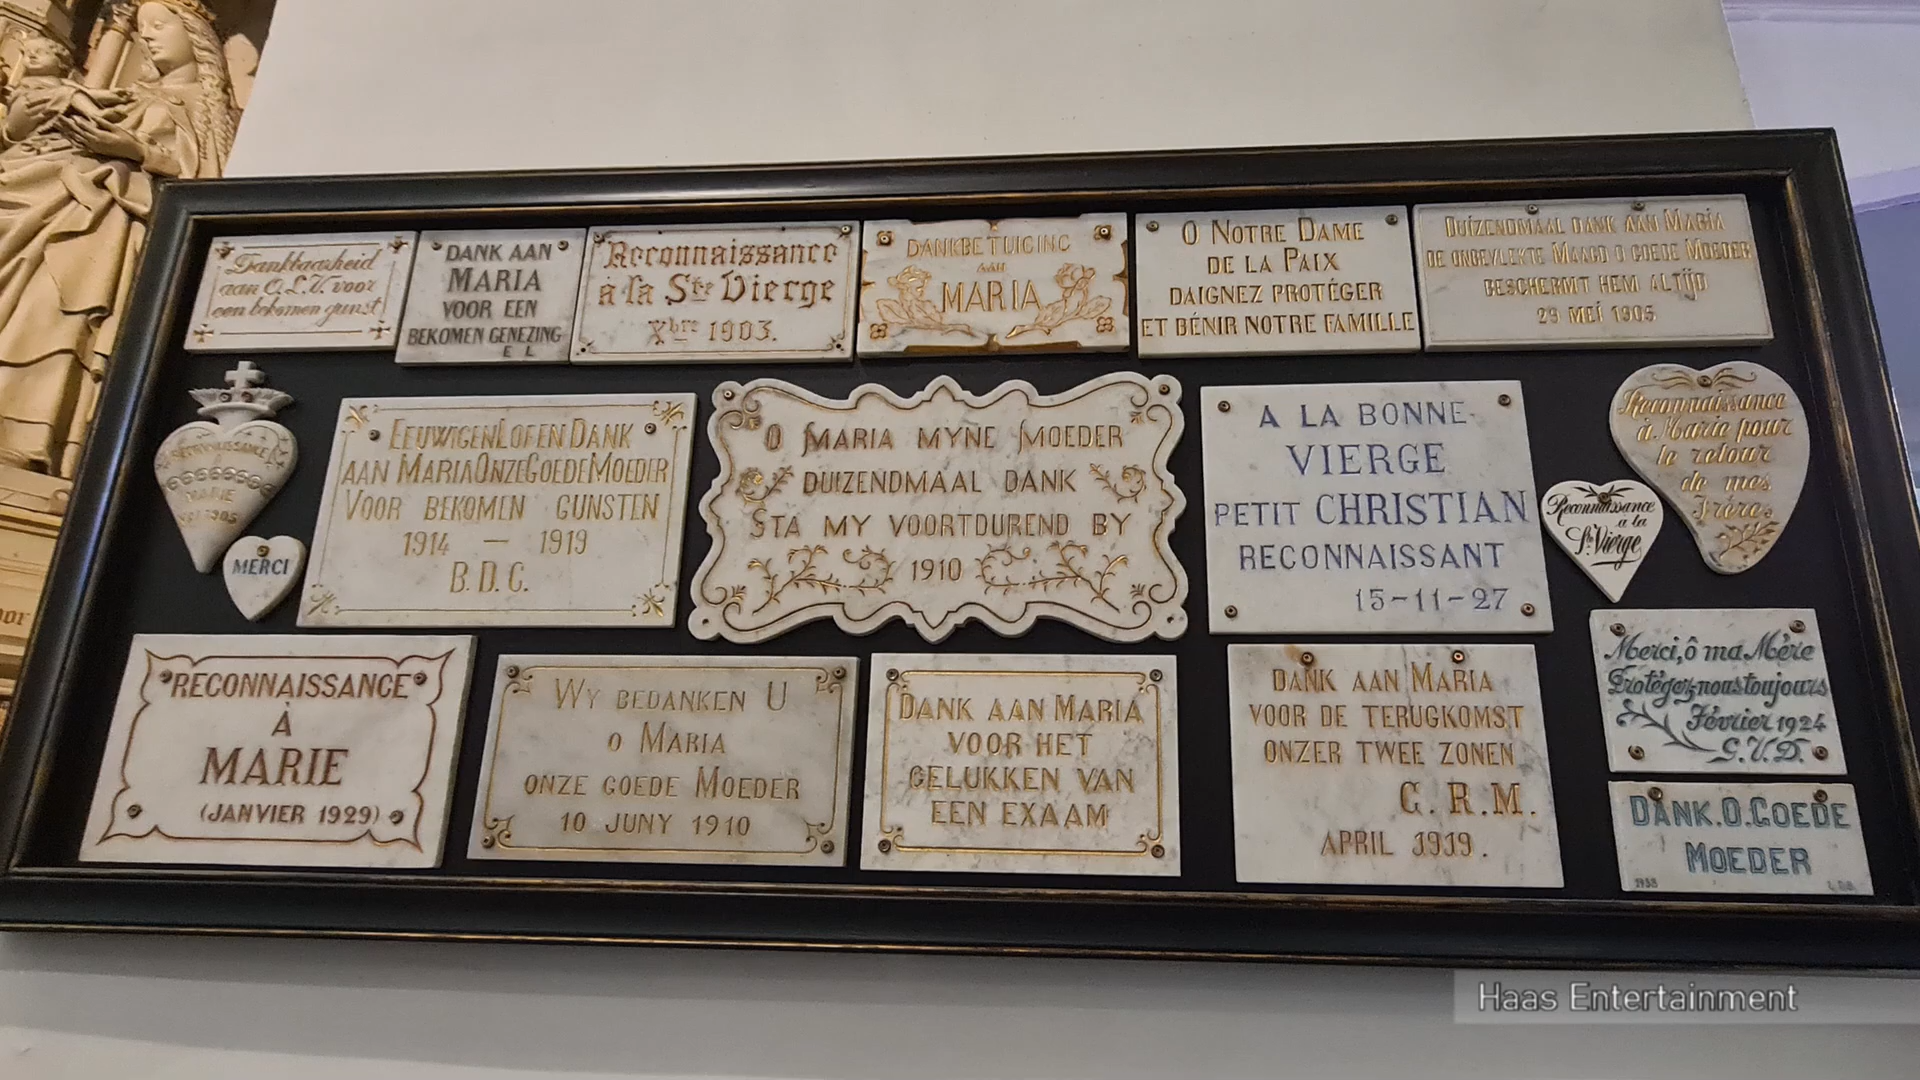 Dankbaarheid
aan O.L.V. voor
een bekomen gunst
DANK AAN
MARIA
VOOR EEN
BEKOMEN GENEZING
E L
Reconnaissance
à la Ste Vierge
Xbre 1903.
DANKBETUIGING
AAN
MARIA
O NOTRE DAME
DE LA PAIX
DAIGNEZ PROTÉGER
ET BÉNIR NOTRE FAMILLE
DUIZENDMAAL DANK AAN MARIA
DE ONBEVLEKTE MAAGD O GOEDE MOEDER
BESCHERMT HEM ALTIJD
29 MEI 1905
RECONNAISSANCE
MARIE
1905
MERCI
EEUWIGEN LOF EN DANK
AAN MARIA ONZE GOEDE MOEDER
VOOR BEKOMEN GUNSTEN
1914 — 1919
B.D.C.
O MARIA MYNE MOEDER
DUIZENDMAAL DANK
STA MY VOORTDUREND BY
1910
A LA BONNE
VIERGE
PETIT CHRISTIAN
RECONNAISSANT
15-11-27
Reconnaissance
a la
Ste Vierge
Reconnaissance
à Marie pour
le retour
de mes
Frères
RECONNAISSANCE
À
MARIE
(JANVIER 1929)
WY BEDANKEN U
O MARIA
ONZE GOEDE MOEDER
10 JUNY 1910
DANK AAN MARIA
VOOR HET
GELUKKEN VAN
EEN EXAAM
DANK AAN MARIA
VOOR DE TERUGKOMST
ONZER TWEE ZONEN
C. R. M.
APRIL 1919.
Merci, ô ma Mère
Protégez-nous toujours
Février 1924
G.V.D.
DANK.O.GOEDE
MOEDER
Haas Entertainment